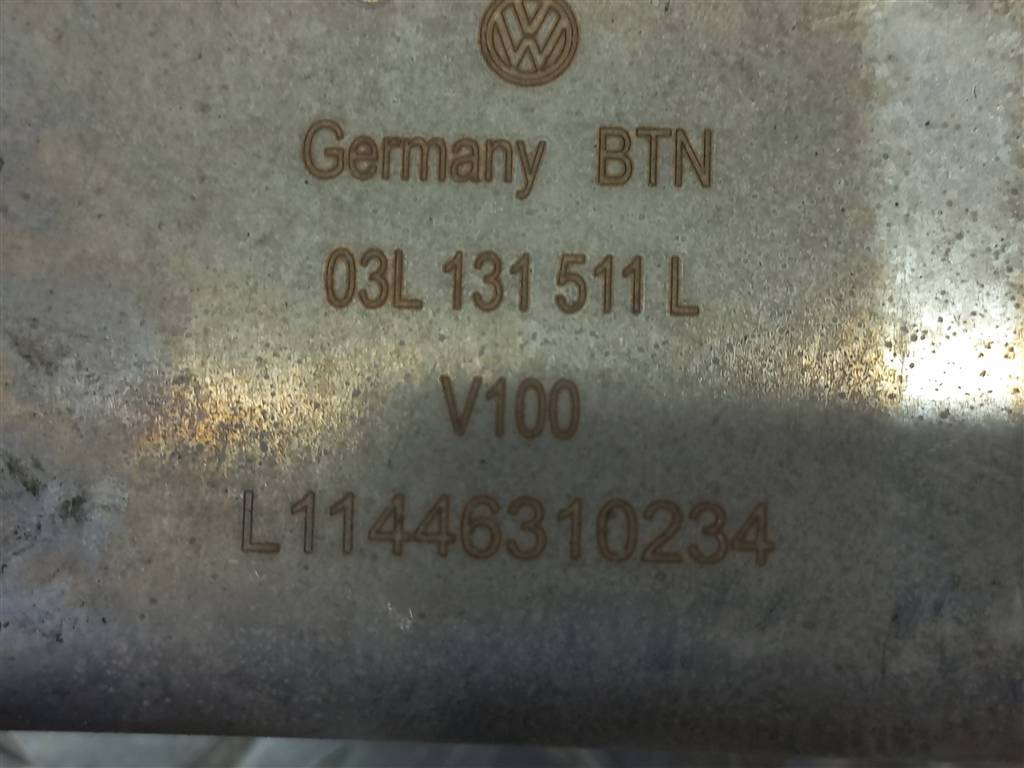 Germany BTN
03L 131 511 L
V100
L11446310234